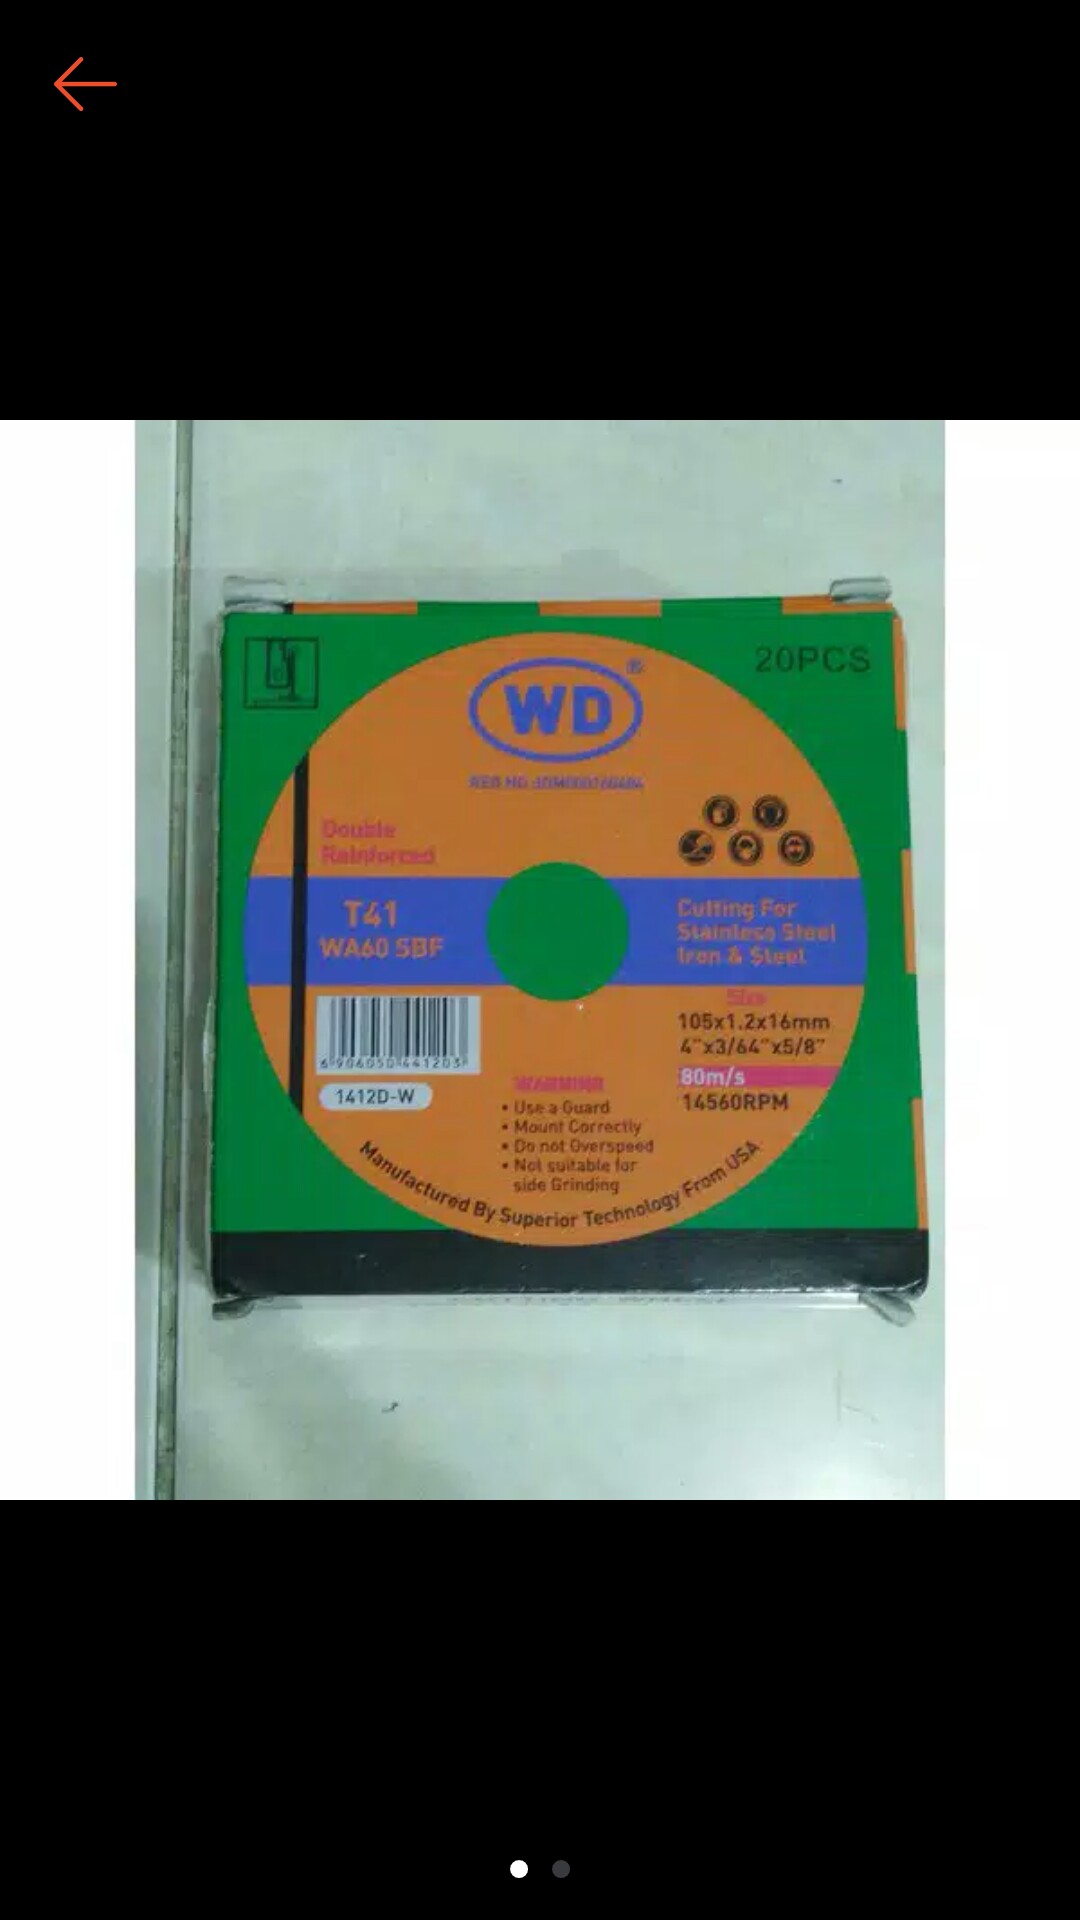 20PCS
WD®
Double
Reinforced
T41
WA60 SBF
Cutting For
Stainless Steel
Iron & Steel
Size
105x1.2x16mm
4"x3/64"x5/8"
80m/s
14560RPM
1412D-W
WARNING
• Use a Guard
• Mount Correctly
• Do not Overspeed
• Not suitable for
side Grinding
Manufactured By Superior Technology From USA